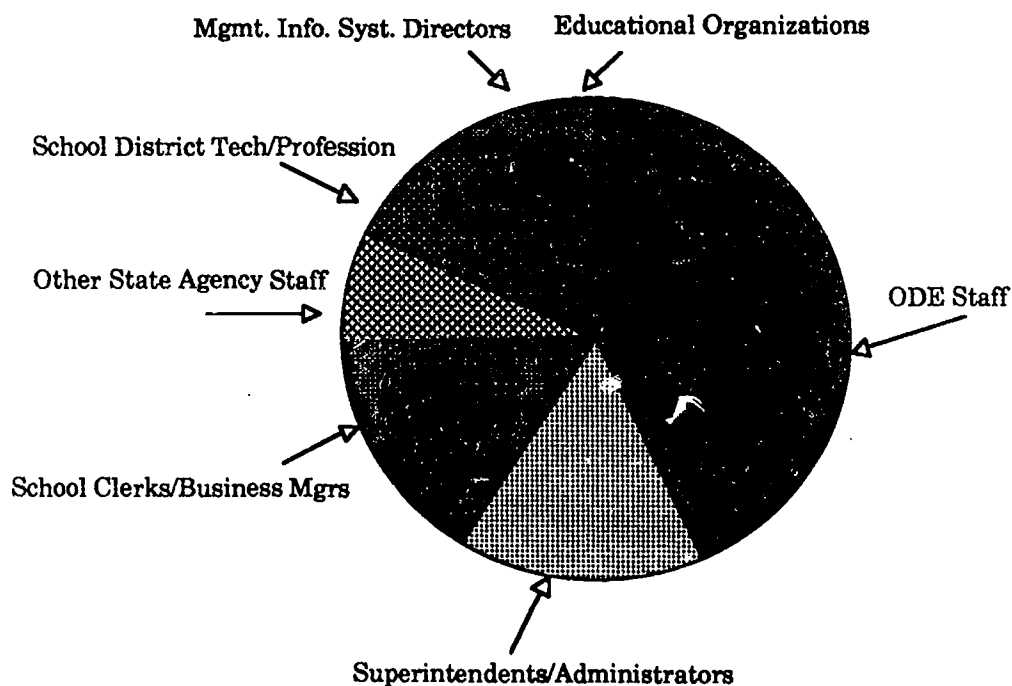 Mgmt. Info. Syst. Directors
Educational Organizations
School District Tech/Profession
Other State Agency Staff
ODE Staff
School Clerks/Business Mgrs
Superintendents/Administrators